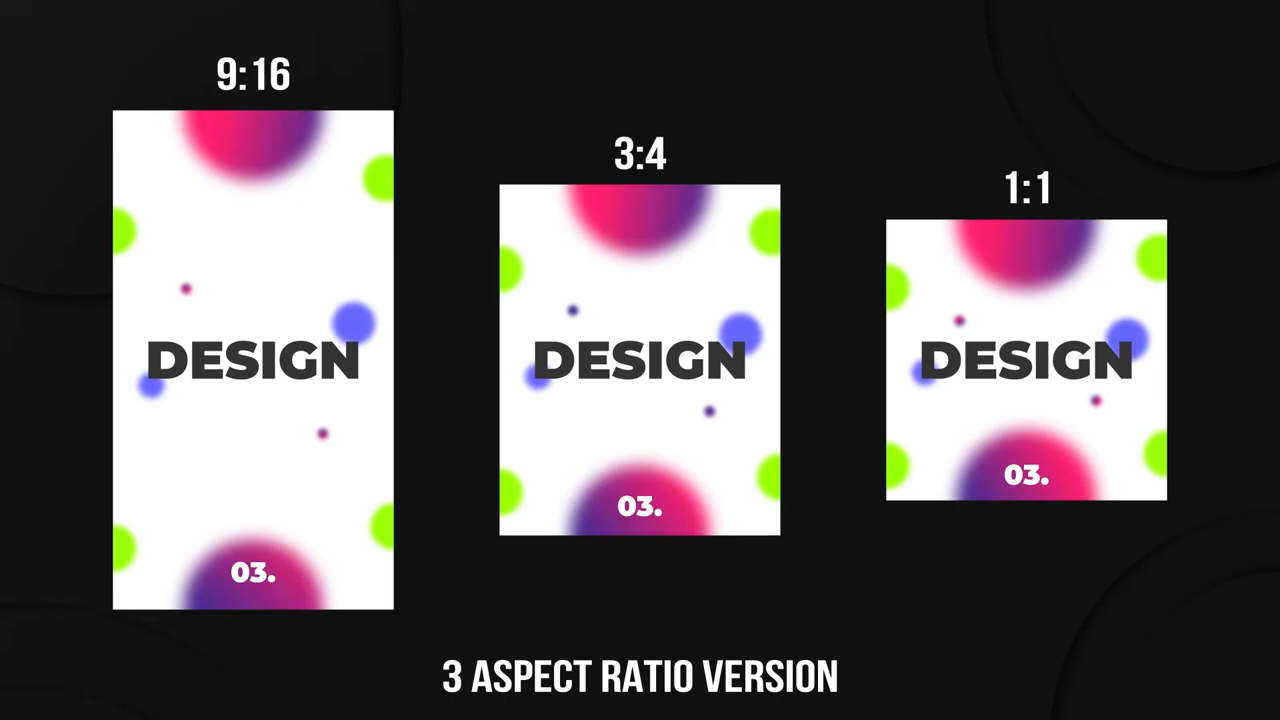 9:16
DESIGN
03.
3:4
DESIGN
03.
1:1
DESIGN
03.
3 ASPECT RATIO VERSION